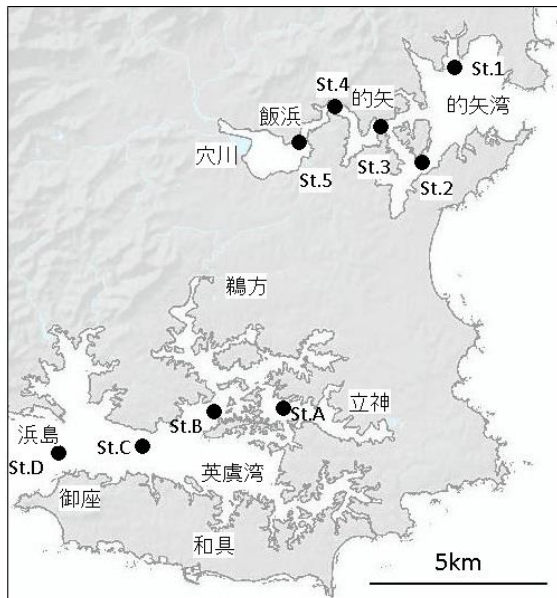 St.1
St.4
的矢
的矢湾
飯浜
穴川
St.3
St.2
St.5
鵜方
立神
St.A
St.B
浜島
St.C
St.D
英虞湾
御座
和具
5km